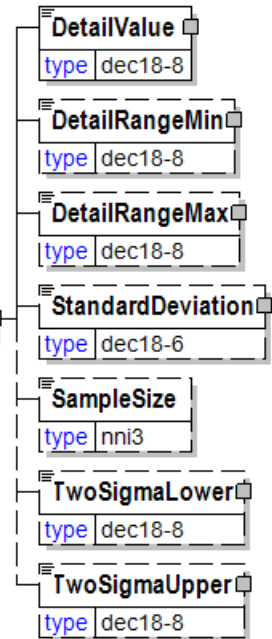 DetailValue
type dec18-8
DetailRangeMin
type dec18-8
DetailRangeMax
type dec18-8
StandardDeviation
type dec18-6
SampleSize
type nni3
TwoSigmaLower
type dec18-8
TwoSigmaUpper
type dec18-8